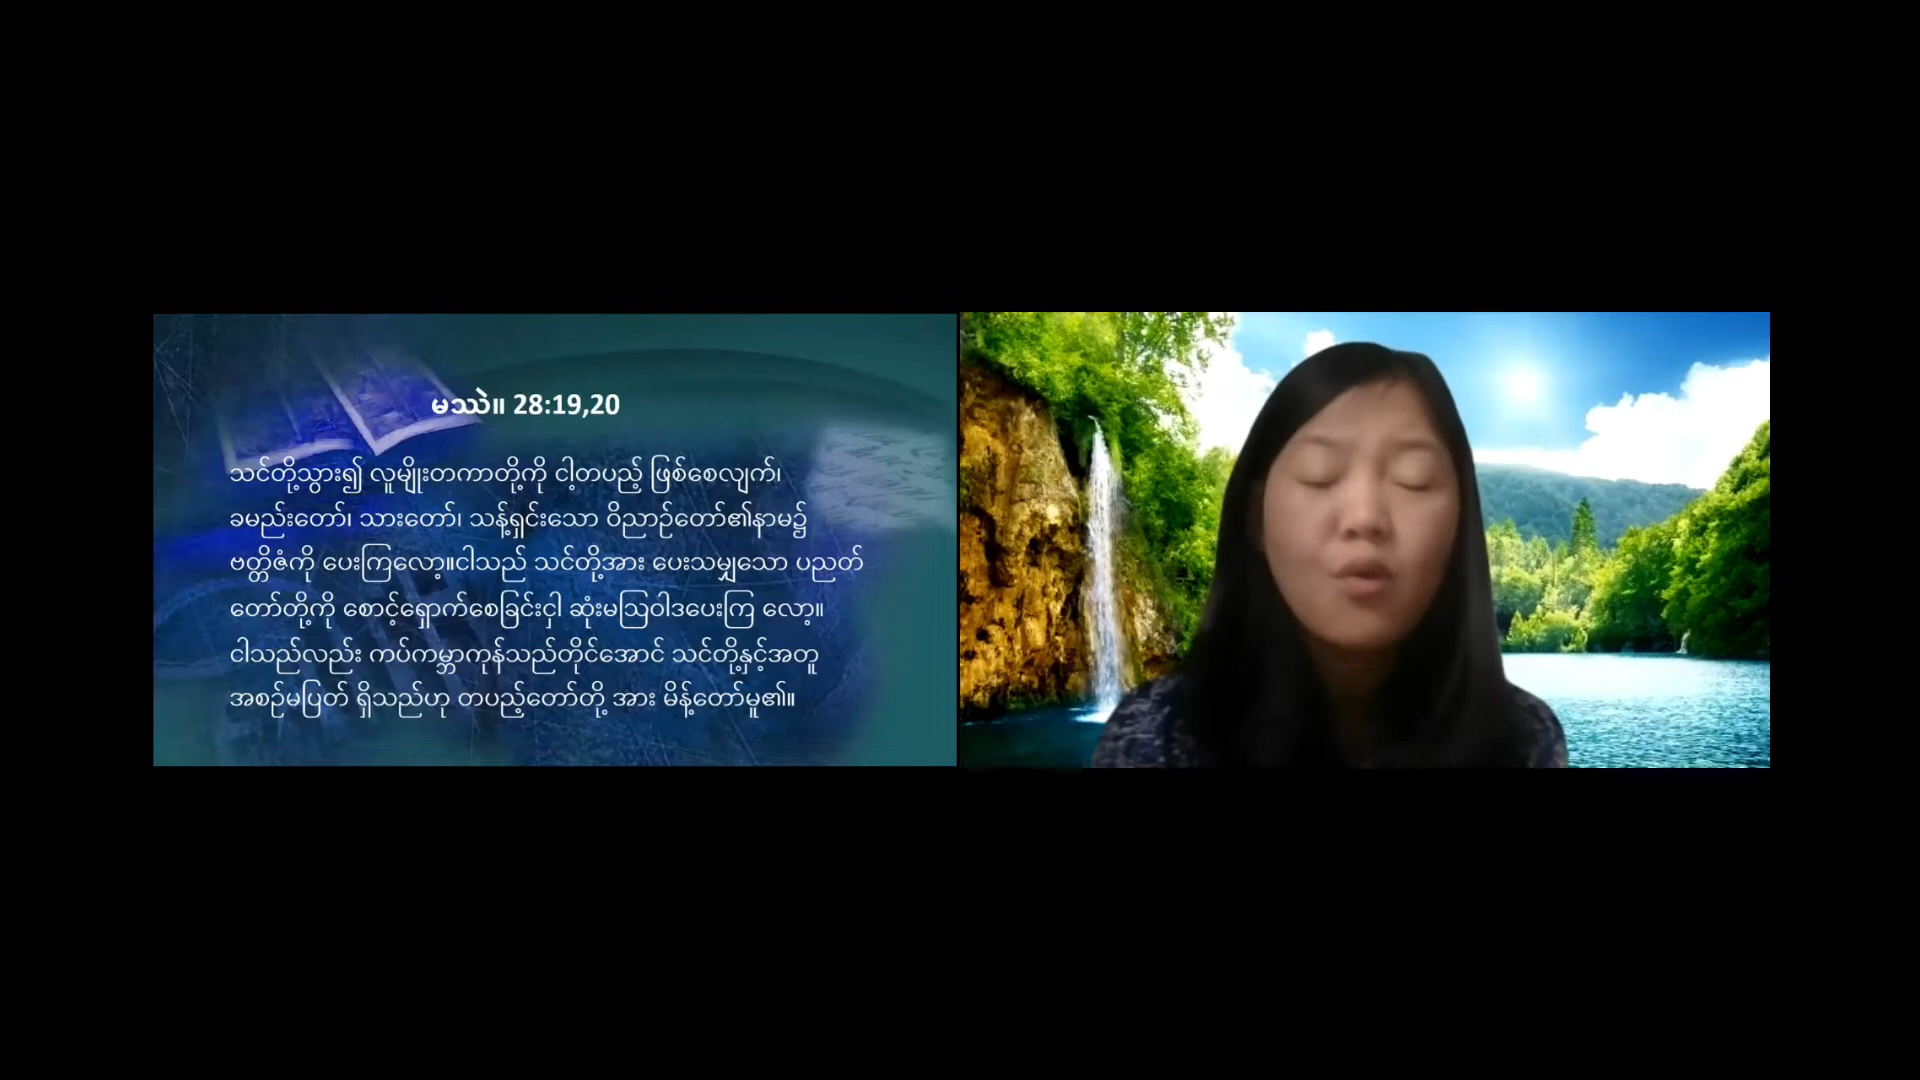 မဿဲ။ 28:19,20
သင်တို့သွား၍ လူမျိုးတကာတို့ကို ငါ့တပည့် ဖြစ်စေလျက်၊
ခမည်းတော်၊ သားတော်၊ သန့်ရှင်းသော ဝိညာဉ်တော်၏နာမ၌
ဗတ္တိဇံကို ပေးကြလော့။ငါသည် သင်တို့အား ပေးသမျှသော ပညတ်
တော်တို့ကို စောင့်ရှောက်စေခြင်းငှါ ဆုံးမဩဝါဒပေးကြ လော့။
ငါသည်လည်း ကပ်ကမ္ဘာကုန်သည်တိုင်အောင် သင်တို့နှင့်အတူ
အစဉ်မပြတ် ရှိသည်ဟု တပည့်တော်တို့ အား မိန့်တော်မူ၏။